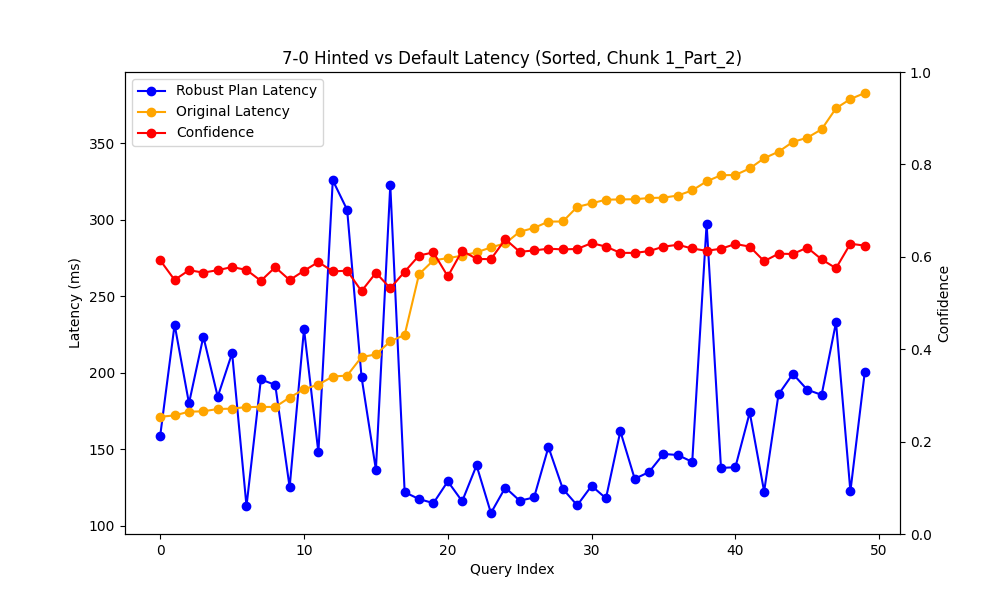 7-0 Hinted vs Default Latency (Sorted, Chunk 1_Part_2)
Robust Plan Latency
Original Latency
Confidence
Latency (ms)
350
300
250
200
150
100
1.0
0.8
0.6
0.4
0.2
0.0
Confidence
0 10 20 30 40 50
Query Index